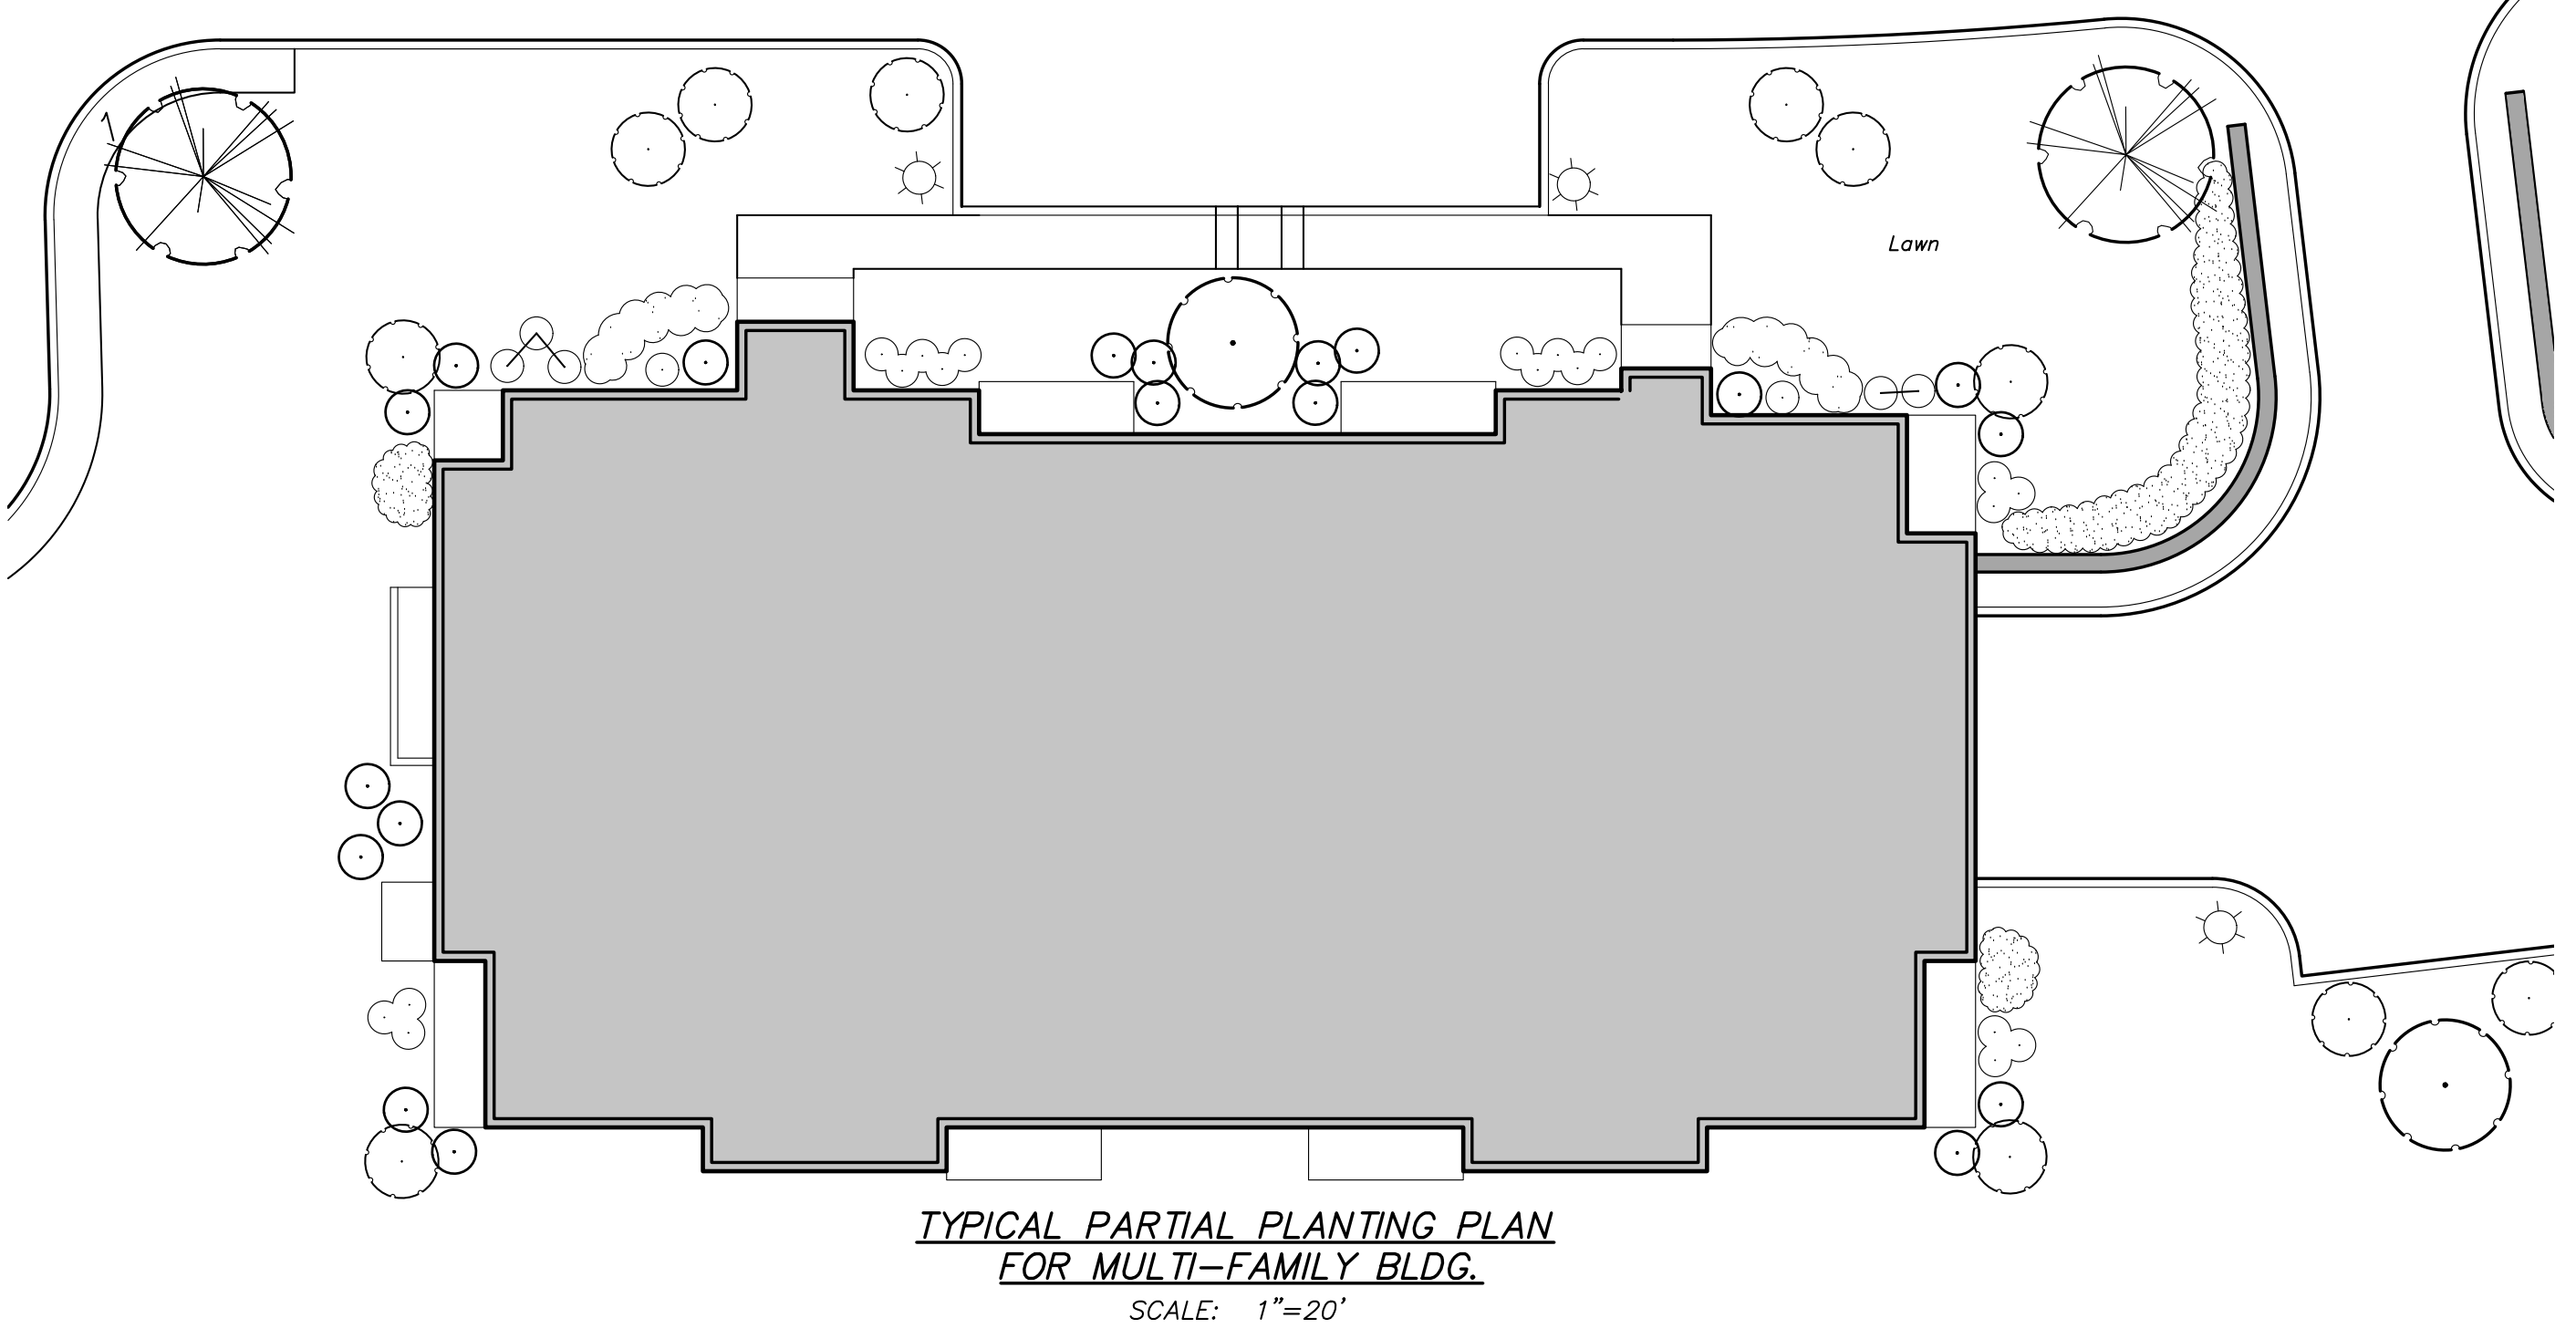 Lawn
TYPICAL PARTIAL PLANTING PLAN
FOR MULTI-FAMILY BLDG.
SCALE: 1"=20'